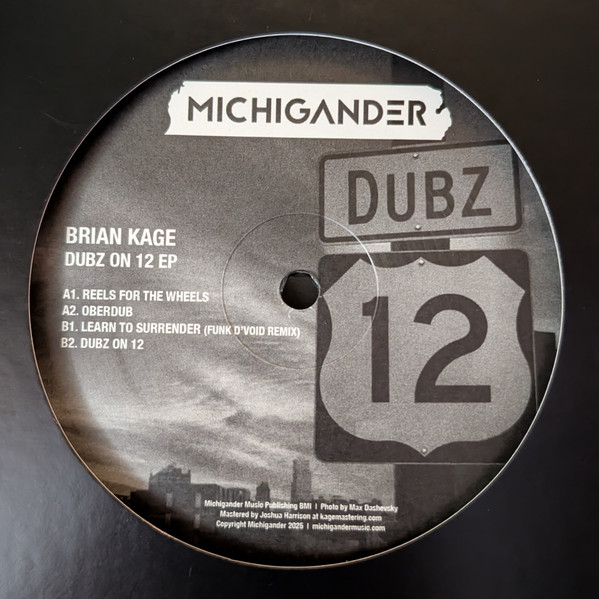 MICHIGANDER
DUBZ
12
BRIAN KAGE
DUBZ ON 12 EP
A1. REELS FOR THE WHEELS
A2. OBERDUB
B1. LEARN TO SURRENDER (FUNK D'VOID REMIX)
B2. DUBZ ON 12
Michigander Music Publishing BMI | Photo by Max Dashevsky
Mastered by Joshua Harrison at kagemastering.com
Copyright Michigander 2025 | michigandermusic.com